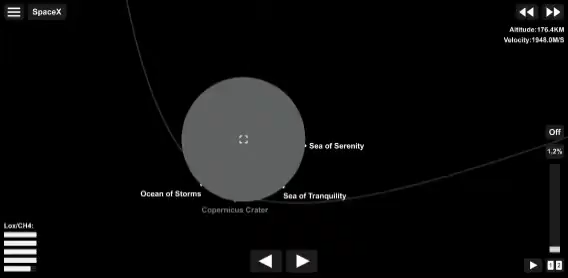 SpaceX
Altitude:176.4KM
Velocity:1948.0M/S
Off
1.2%
Sea of Serenity
Ocean of Storms
Sea of Tranquility
Copernicus Crater
Lox/CH4:
1 2